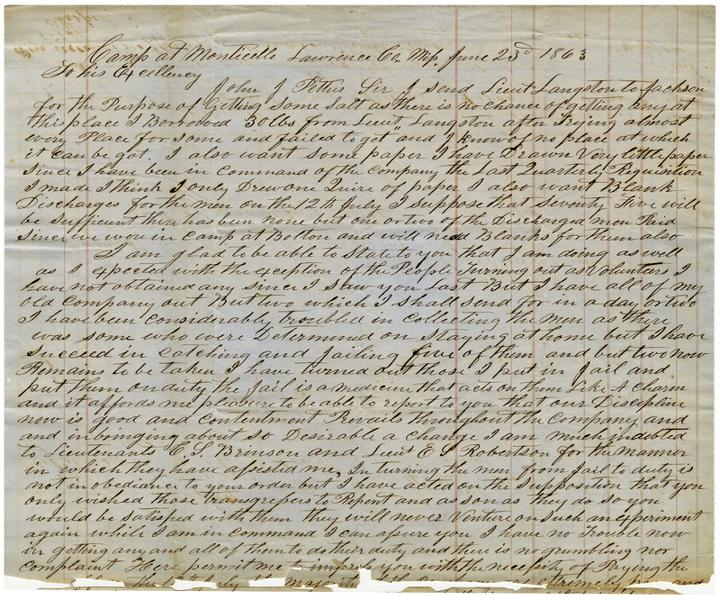 Camp at Monticello Lawrence Co. Mip June 23d 1863
To his Excellency
John J Pettus Sir I send Lieut. Langston to Jackson
for the Purpose of Getting Some Salt as there is no chance of getting any at
this place I Borrowed 30 lbs from Lieut Langston after Trying almost
every Place for some and failed to get and I know of no place at which
it can be got. I also want some paper I have Drawn Very little paper
Since I have been in Command of the Company the Last Quarterly Requisition
I made I think I only Drew one Quire of paper I also want Blank
Discharges for the men on the 12th July I suppose that seventy Five will
be sufficient there has been none but one or two of the Discharged men Paid
Since we wer in Camp at Bolton and will need Blanks for them also
I am glad to be able to State to you that I am doing as well
as I Expected with the exception of the People Turning out as Volunteers I
have not obtained any since I saw you Last But I have all of my
old Company out But two which I shall send for in a day or two
I have been considerably troubled in Collecting the men as there
was some who were Determined on Staying at home but I have
Succeed in catching and Jailing five of them and but two now
Remains to be taken I have turned out those I put in Jail and
put them on duty the Jail is a medicine that acts on them Like A charm
and it affords me pleasure to be able to report to you that our Discipline
now is good and contentment Prevails throughout the Company and
and in bringing about so Desirable a change I am much indebted
to Lieutenants C. S. Brinson and Lieut E S Robertson for the manner
in which they have assisted me, In turning the men from Jail to duty is
not in obediance to your order but I have acted on the supposition that you
only wished those transgressers to Repent and as soon as they do so you
would be satisfied with them they will never Venture on Such an Experiment
again while I am in command I can assure you I have no Trouble now
in getting any and all of them to do their duty and there is no grumbling nor
complaint Here permit me to impress you with the necessity of Paying the